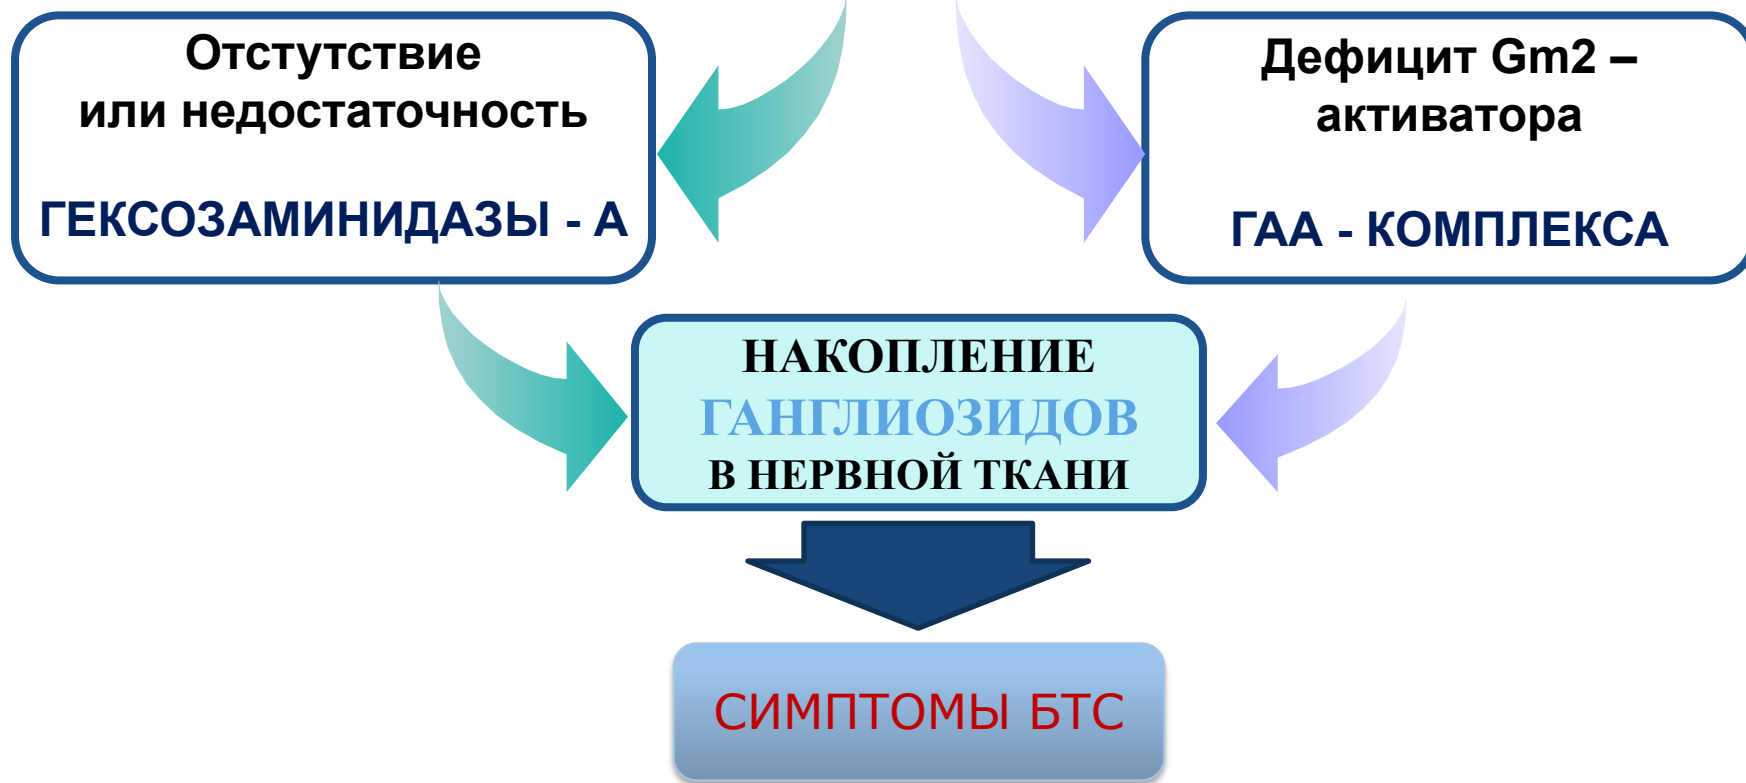 Отстутствие
или недостаточность
ГЕКСОЗАМИНИДАЗЫ - А
Дефицит Gm2 –
активатора
ГАА - КОМПЛЕКСА
НАКОПЛЕНИЕ
ГАНГЛИОЗИДОВ
В НЕРВНОЙ ТКАНИ
СИМПТОМЫ БТС